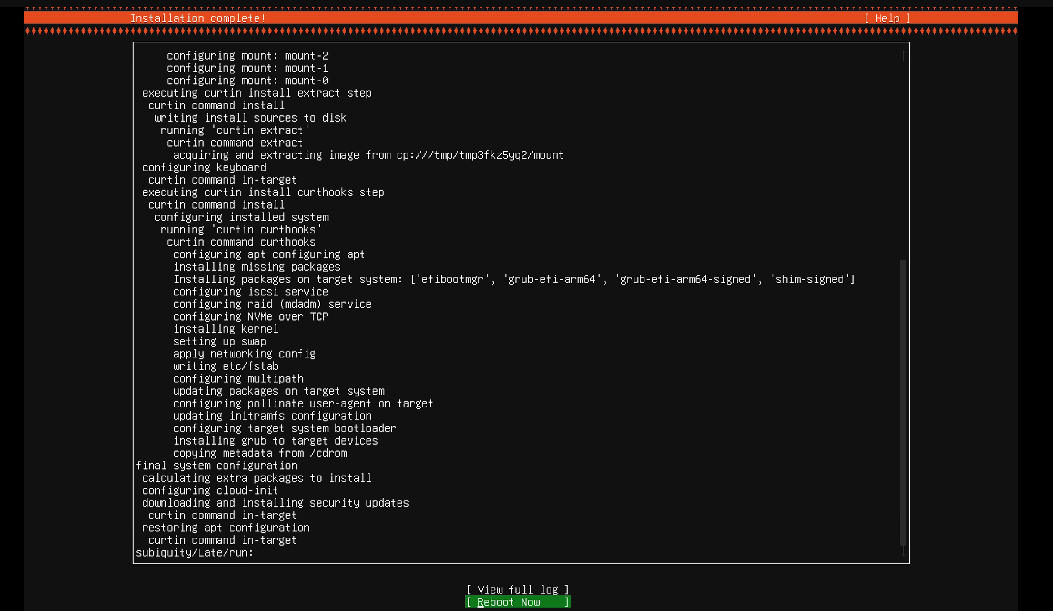 Installation complete! [ Help ]
configuring mount: mount-2
configuring mount: mount-1
configuring mount: mount-0
executing curtin install extract step
curtin command install
writing install sources to disk
running 'curtin extract'
curtin command extract
acquiring and extracting image from cp:///tmp/tmp3fkz5yq2/mount
configuring keyboard
curtin command in-target
executing curtin install curthooks step
curtin command install
configuring installed system
running 'curtin curthooks'
curtin command curthooks
configuring apt configuring apt
installing missing packages
Installing packages on target system: ['efibootmgr', 'grub-efi-arm64', 'grub-efi-arm64-signed', 'shim-signed']
configuring iscsi service
configuring raid (mdadm) service
configuring NVMe over TCP
installing kernel
setting up swap
apply networking config
writing etc/fstab
configuring multipath
updating packages on target system
configuring pollinate user-agent on target
updating initramfs configuration
configuring target system bootloader
installing grub to target devices
copying metadata from /cdrom
final system configuration
calculating extra packages to install
configuring cloud-init
downloading and installing security updates
curtin command in-target
restoring apt configuration
curtin command in-target
subiquity/Late/run:
[ View full log ]
[ Reboot Now ]